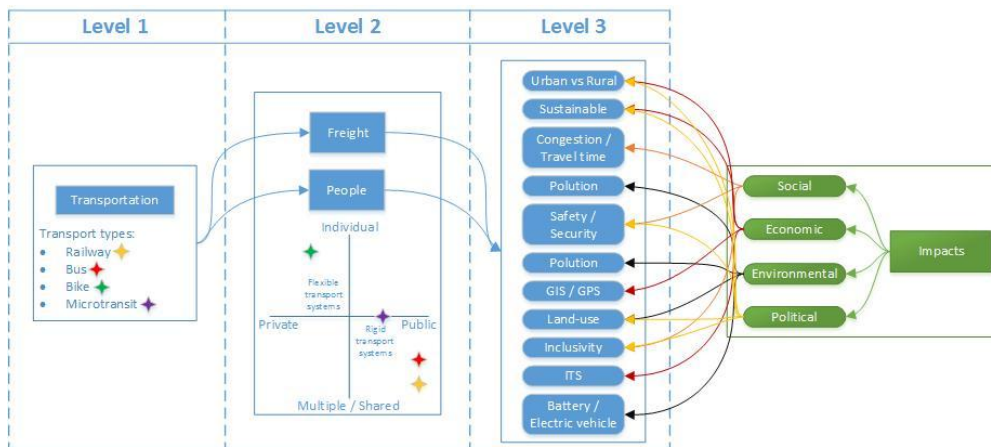 Level 1
Level 2
Level 3
Transportation
Transport types:
Railway
Bus
Bike
Microtransit
Freight
People
Individual
Flexible
transport
systems
Private
Public
Rigid
transport
systems
Multiple / Shared
Urban vs Rural
Sustainable
Congestion /
Travel time
Polution
Safety /
Security
Polution
GIS / GPS
Land-use
Inclusivity
ITS
Battery /
Electric vehicle
Social
Economic
Environmental
Political
Impacts